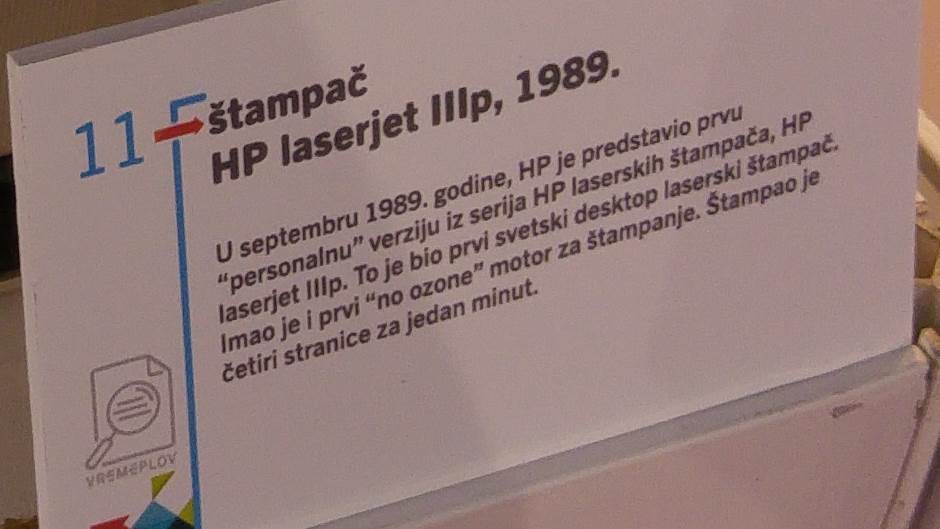 11
štampač
HP laserjet IIIp, 1989.
U septembru 1989. godine, HP je predstavio prvu
“personalnu” verziju iz serija HP laserskih štampača, HP
laserjet IIIp. To je bio prvi svetski desktop laserski štampač.
Imao je i prvi “no ozone” motor za štampanje. Štampao je
četiri stranice za jedan minut.
VREMEPLOV